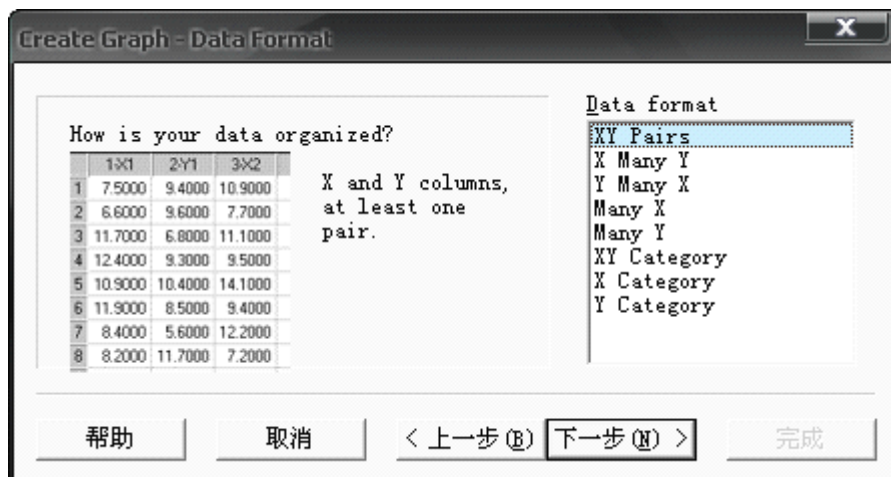 Create Graph - Data Format
How is your data organized?
1-X1 2-Y1 3-X2
1 7.5000 9.4000 10.9000
2 6.6000 9.6000 7.7000
3 11.7000 6.8000 11.1000
4 12.4000 9.3000 9.5000
5 10.9000 10.4000 14.1000
6 11.9000 8.5000 9.4000
7 8.4000 5.6000 12.2000
8 8.2000 11.7000 7.2000
X and Y columns,
at least one
pair.
Data format
XY Pairs
X Many Y
Y Many X
Many X
Many Y
XY Category
X Category
Y Category
帮助 取消 < 上一步(B) 下一步(N) > 完成